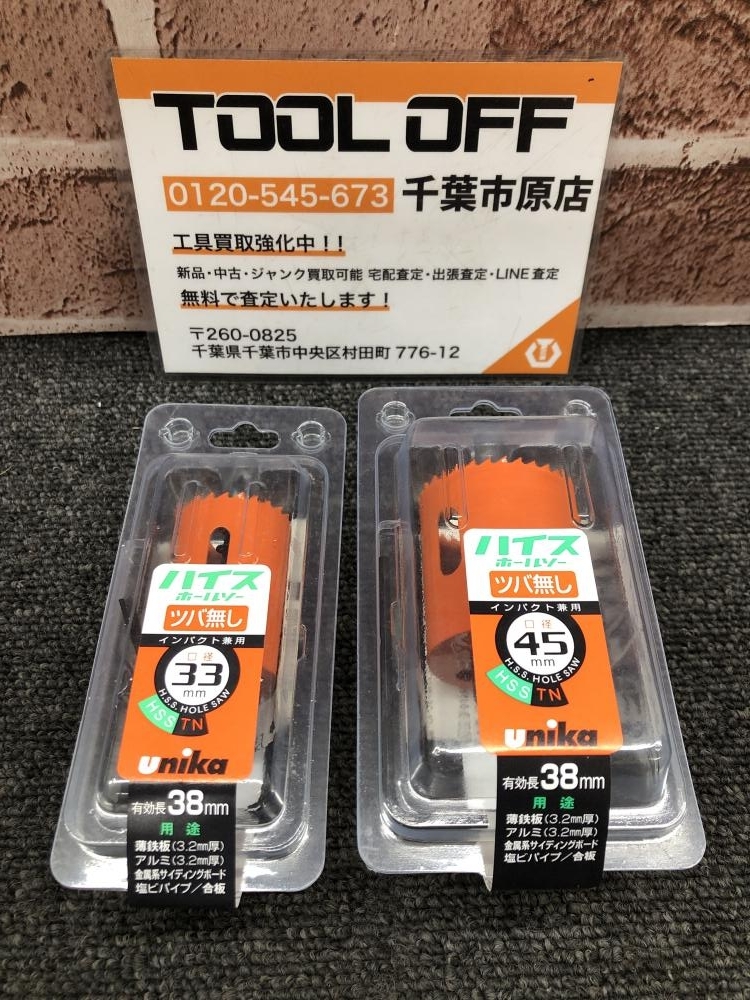 TOOL OFF
0120-545-673 千葉市原店
工具買取強化中!!
新品・中古・ジャンク買取可能 宅配査定・出張査定・LINE査定
無料で査定いたします!
〒260-0825
千葉県千葉市中央区村田町 776-12
ハイス
ホールソー
ツバ無し
インパクト兼用
口径
33
mm
H.S.S. HOLE SAW
HSS TN
unika
有効長38mm
用途
薄鉄板(3.2mm厚)
アルミ(3.2mm厚)
金属系サイディングボード
塩ビパイプ/合板
ハイス
ホールソー
ツバ無し
インパクト兼用
口径
45
mm
H.S.S. HOLE SAW
HSS TN
unika
有効長38mm
用途
薄鉄板(3.2mm厚)
アルミ(3.2mm厚)
金属系サイディングボード
塩ビパイプ/合板